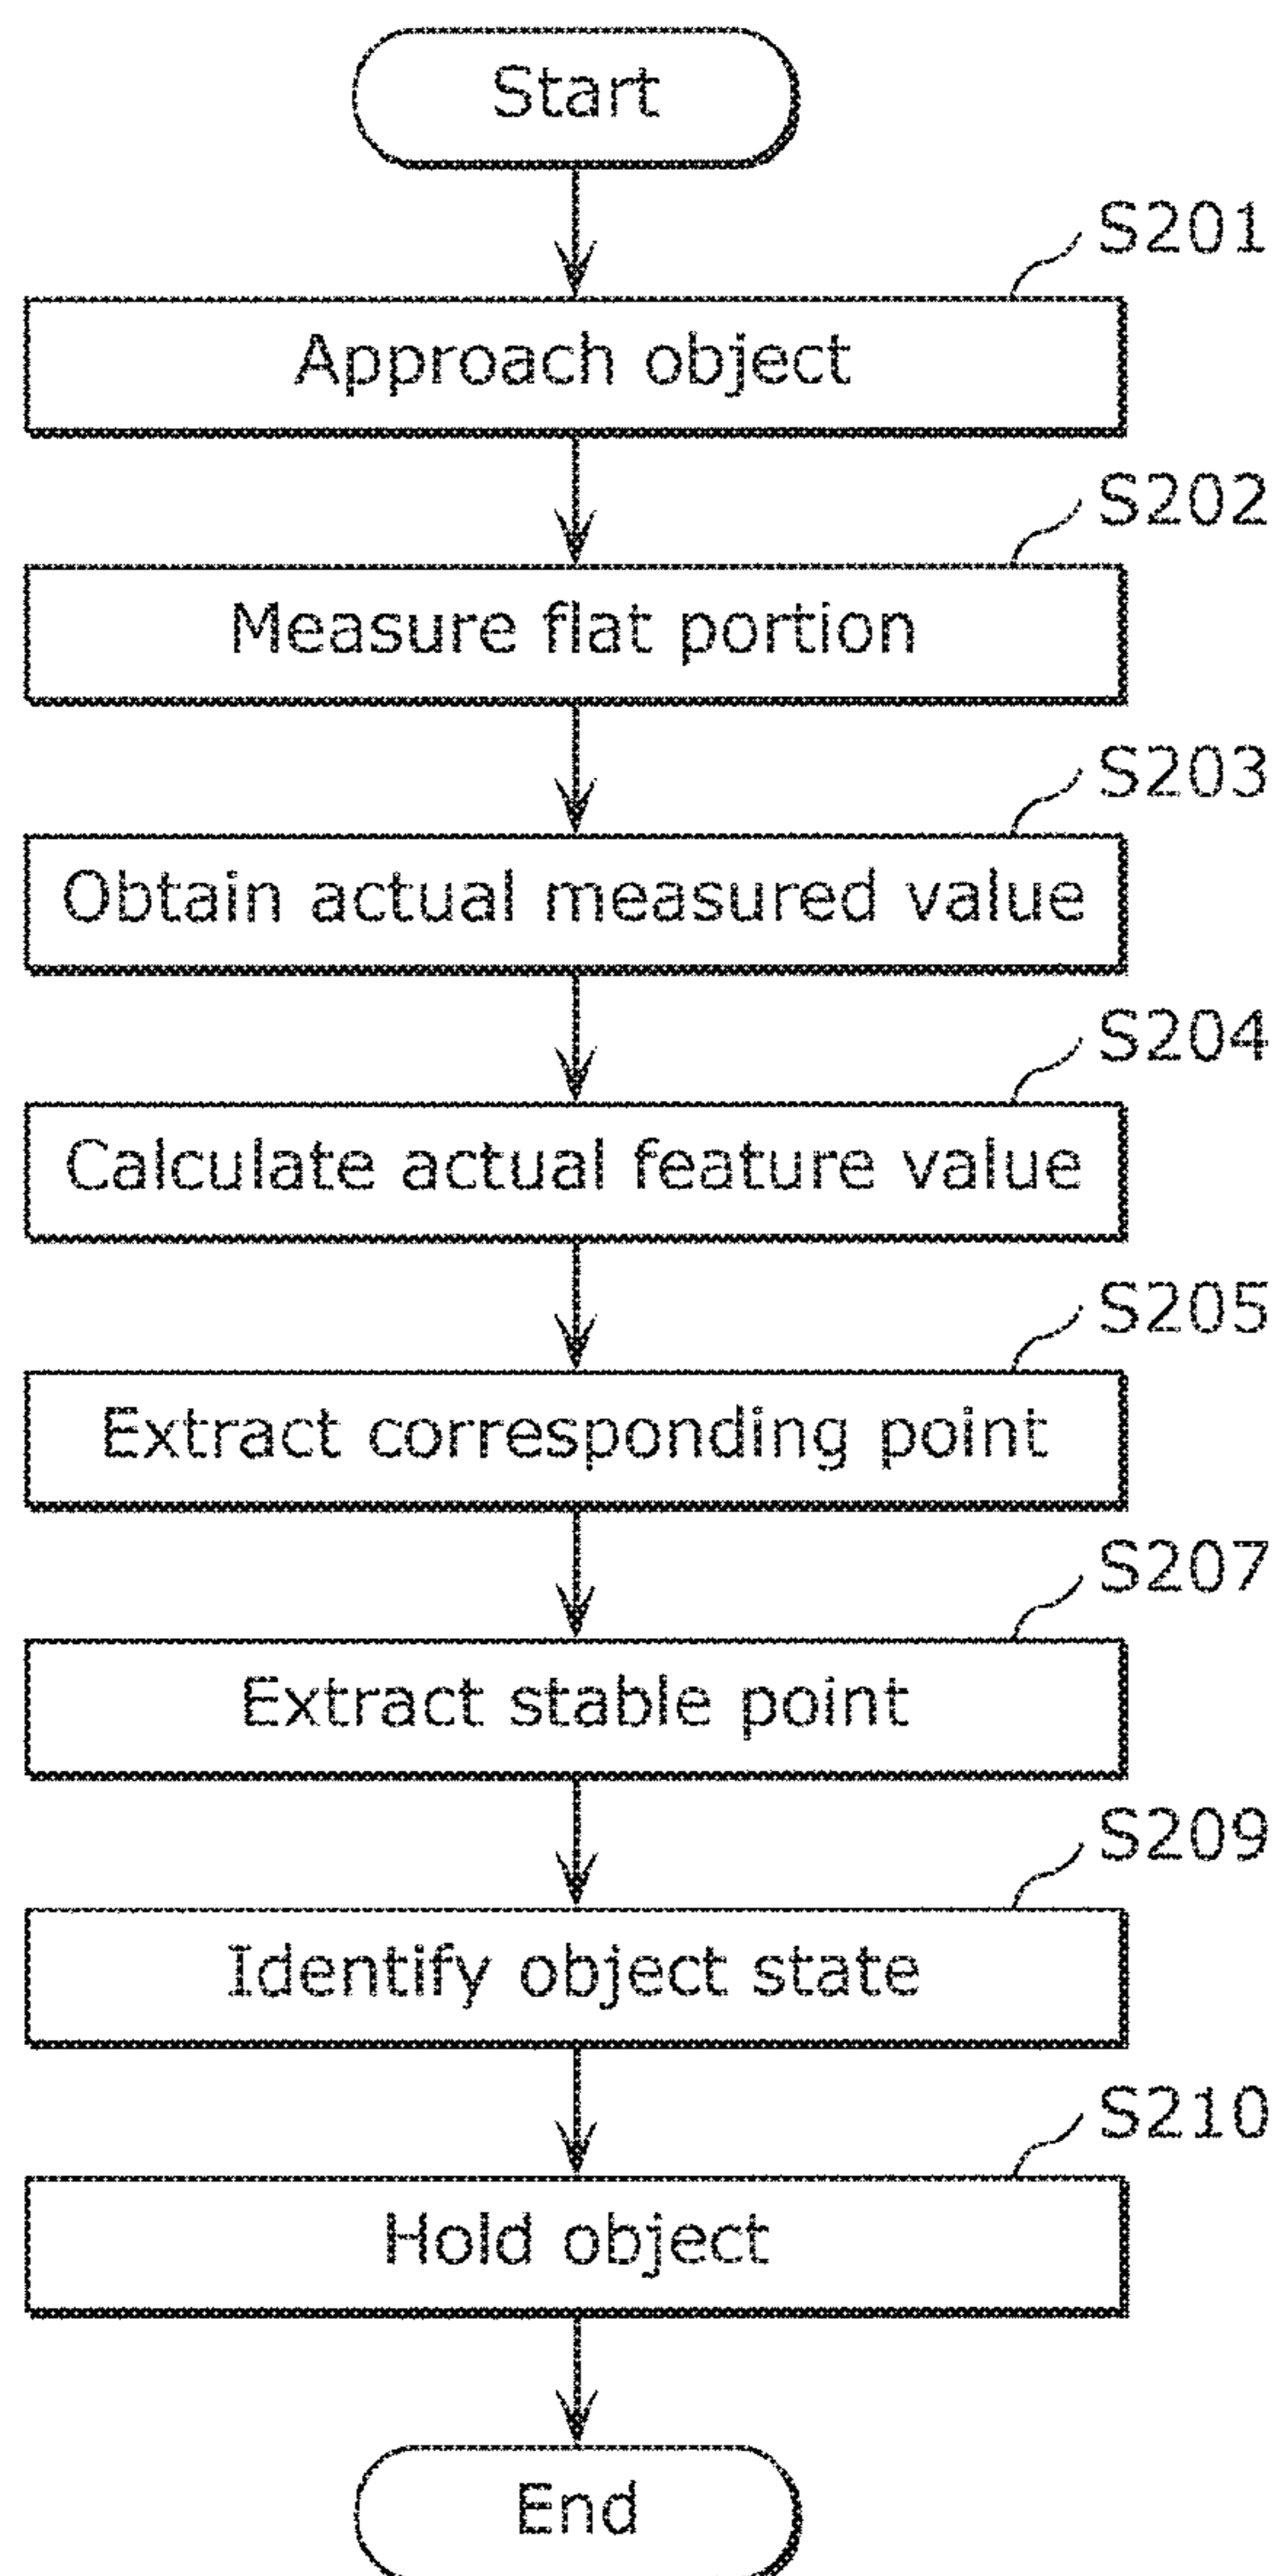 Start
S201
Approach object
S202
Measure flat portion
S203
Obtain actual measured value
S204
Calculate actual feature value
S205
Extract corresponding point
S207
Extract stable point
S209
Identify object state
S210
Hold object
End